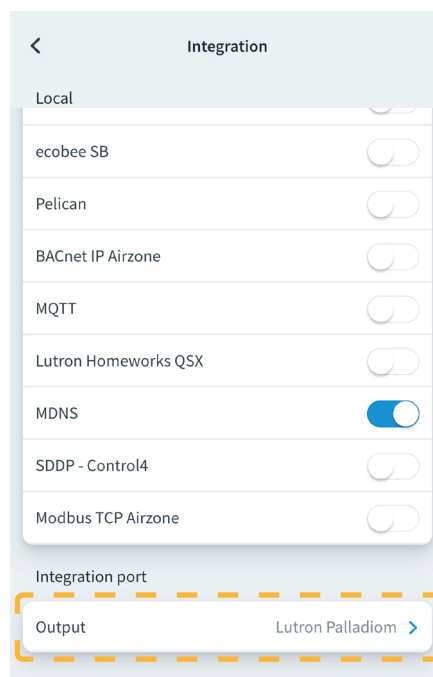 Integration
Local
ecobee SB
Pelican
BACnet IP Airzone
MQTT
Lutron Homeworks QSX
MDNS
SDDP - Control4
Modbus TCP Airzone
Integration port
Output Lutron Palladiom